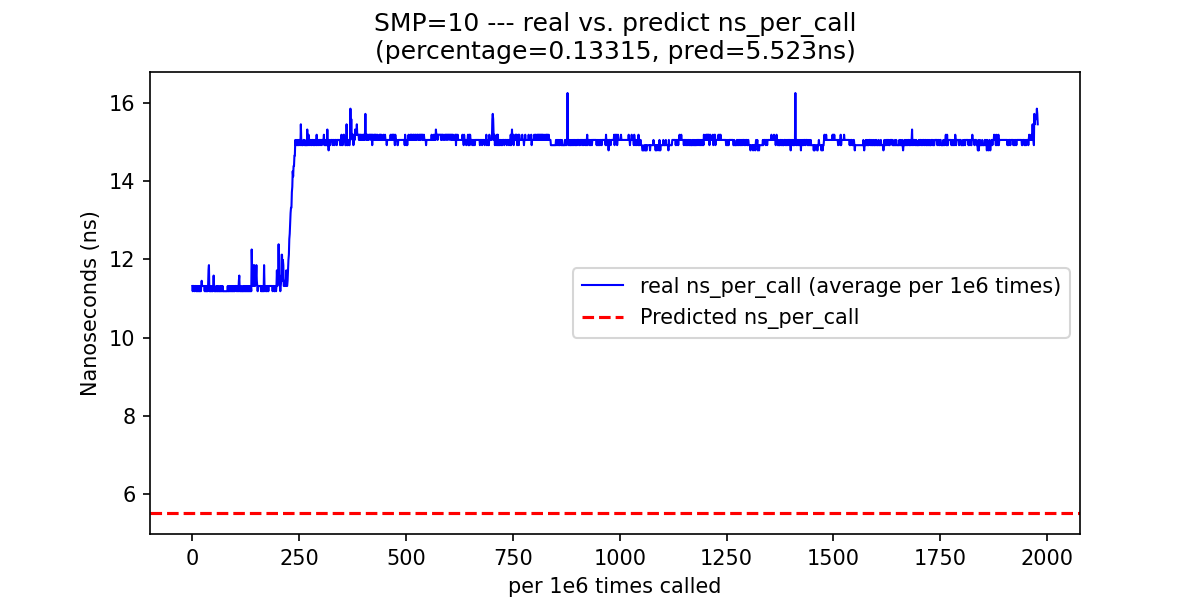 SMP=10 --- real vs. predict ns_per_call
(percentage=0.13315, pred=5.523ns)
Nanoseconds (ns)
16
14
12
10
8
6
real ns_per_call (average per 1e6 times)
Predicted ns_per_call
0 250 500 750 1000 1250 1500 1750 2000
per 1e6 times called